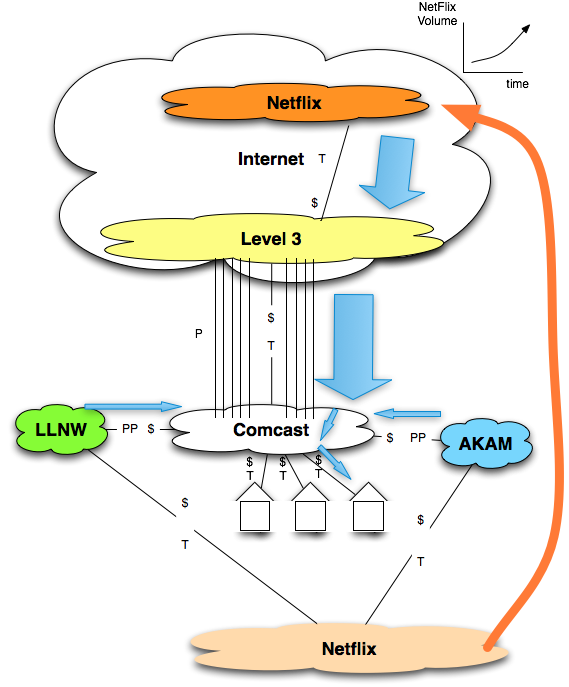 NetFlix
Volume
time
Netflix
Internet T
$
Level 3
P
$
T
LLNW PP $
Comcast
$ PP AKAM
$ $ $
T T T
$
T
$
T
Netflix